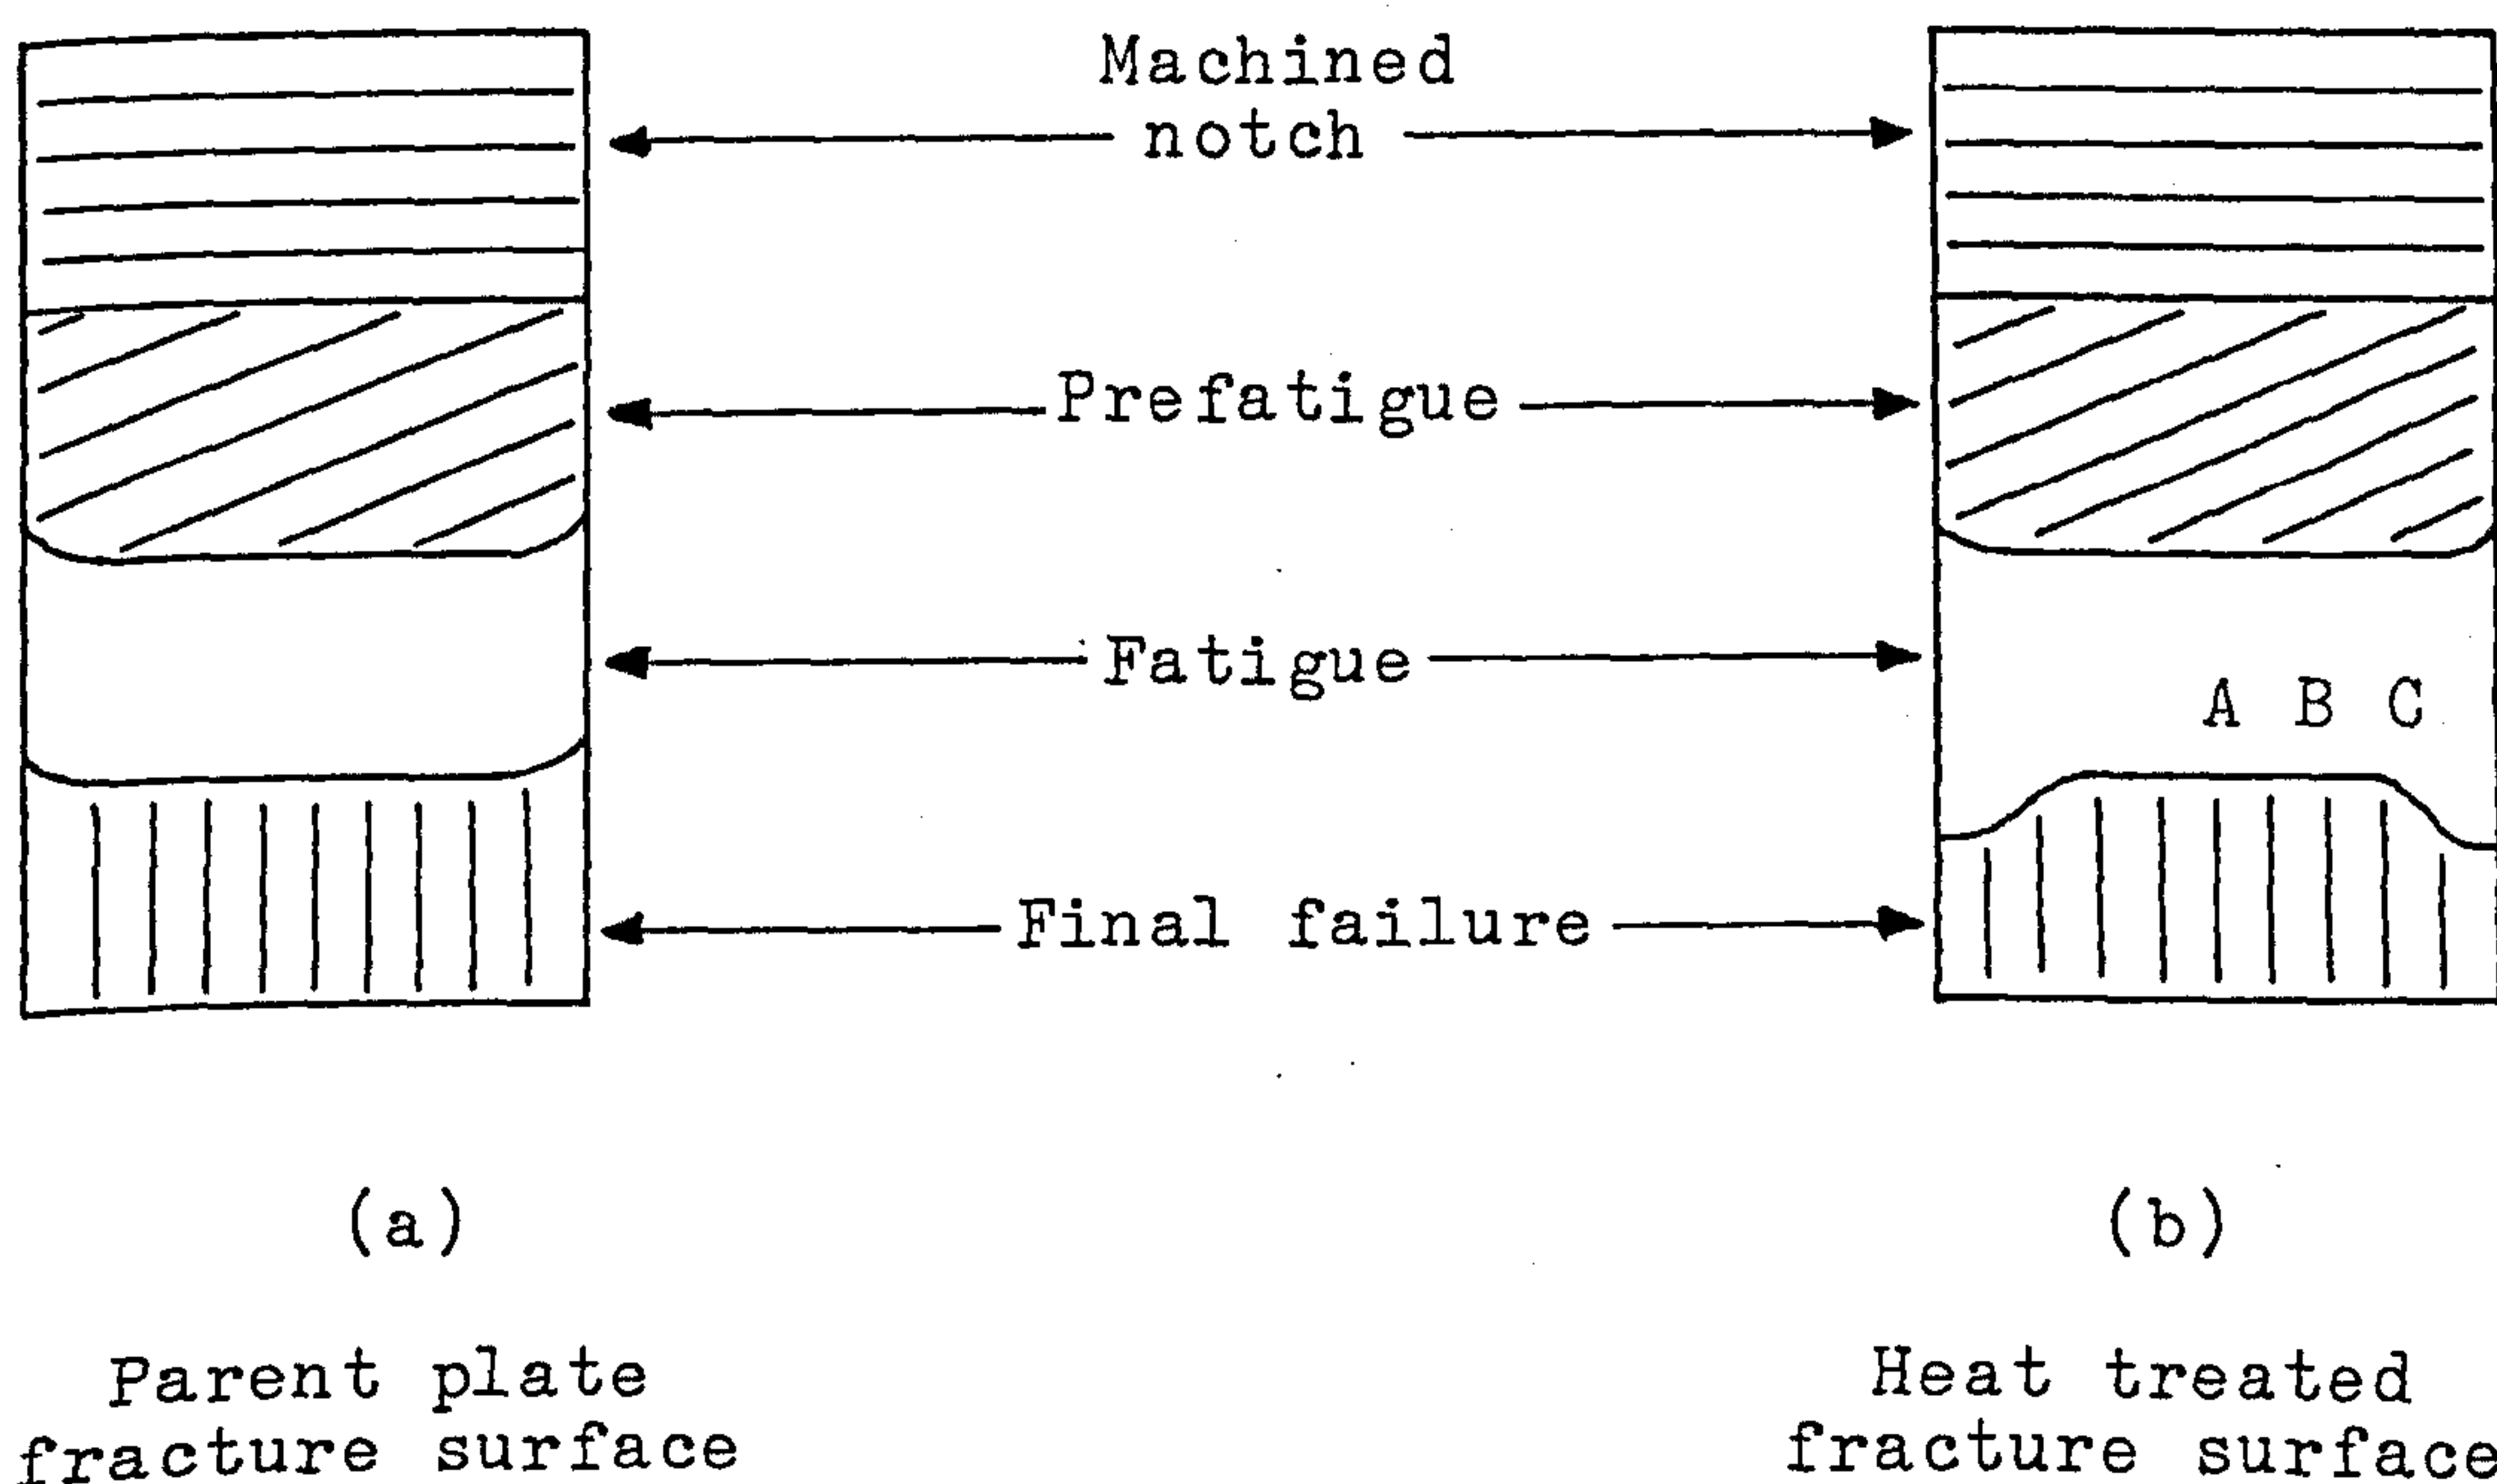 Machined
notch
Prefatigue
Fatigue
A B C
Final failure
(a)
(b)
Parent plate
fracture surface
Heat treated
fracture surface